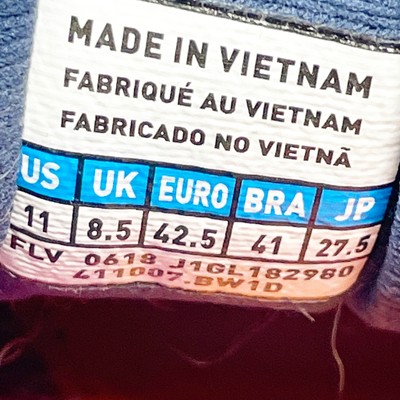 MADE IN VIETNAM
FABRIQUÉ AU VIETNAM
FABRICADO NO VIETNÃ
US UK EURO BRA JP
11 8.5 42.5 41 27.5
FLV 0618 J1GL182980
411007.BW1D